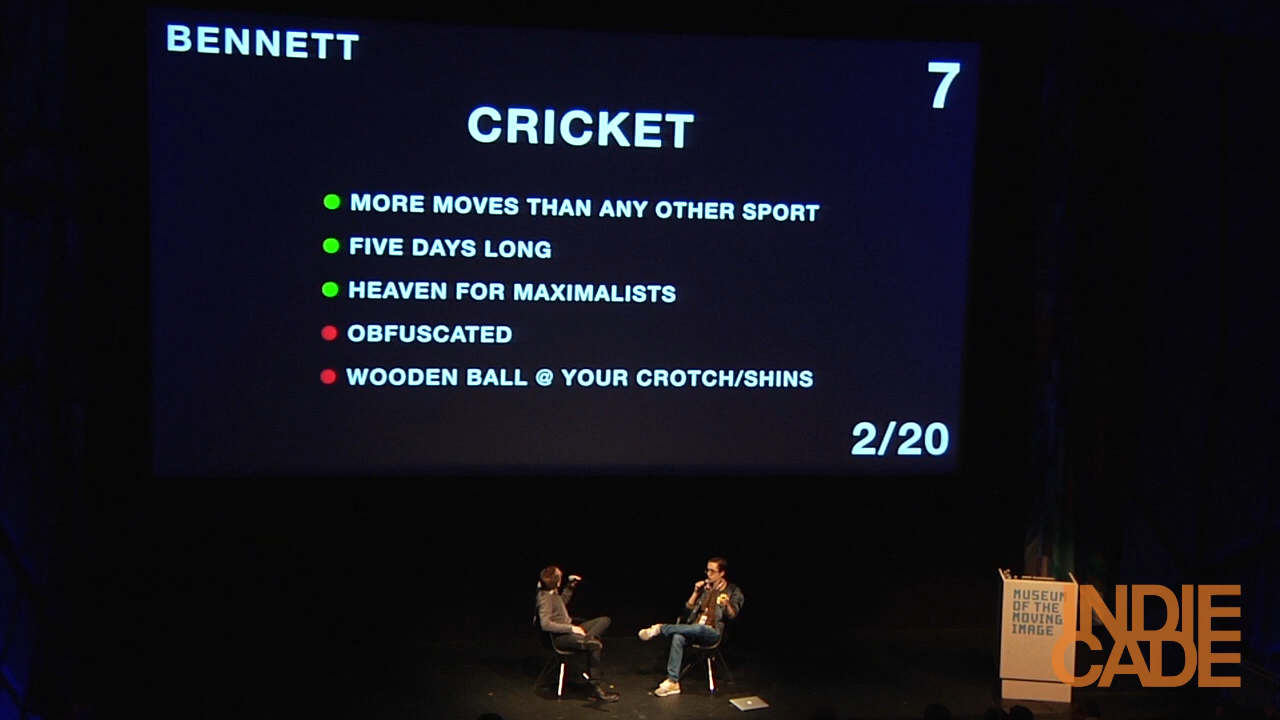 BENNETT
7
CRICKET
MORE MOVES THAN ANY OTHER SPORT
FIVE DAYS LONG
HEAVEN FOR MAXIMALISTS
OBFUSCATED
WOODEN BALL @ YOUR CROTCH/SHINS
2/20
MUSEUM
OF THE
MOVING
IMAGE
INDIE
CADE